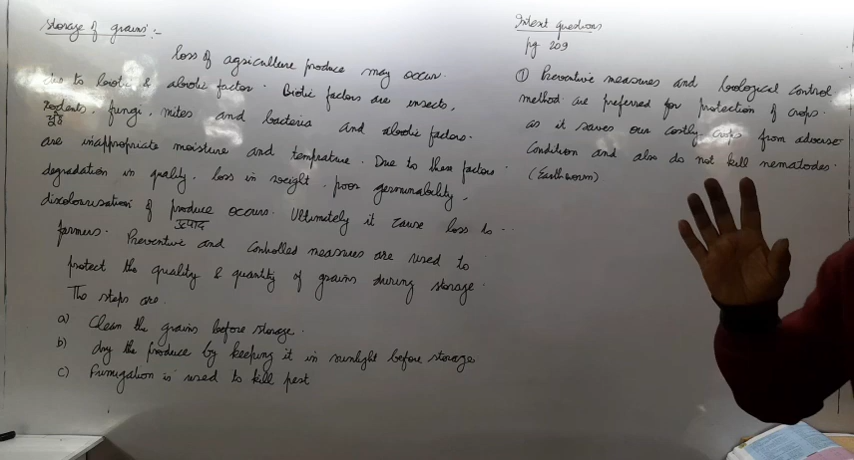 Storage of grains :-
loss of agriculture produce may occur.
due to biotic & abiotic factor. Biotic factors are insects,
Rodents, fungi, mites and bacteria and abiotic factors.
are inappropriate moisture and temprature. Due to these factors
degradation in quality, loss in weight, poor germinability,
discolourisation of produce occurs. Ultimately it cause loss to
उत्पाद
farmers. Preventive and Controlled measures are used to
protect the quality & quantity of grains during storage.
The steps are.
a) Clean the grains before storage.
b) dry the produce by keeping it in sunlight before storage
c) Fumigation is used to kill pest
Intext questions
pg 209
① Preventive measures and biological control
method are preferred for protection of crops.
as it saves our costly crops from adverse
Condition and also do not kill nematodes.
(Earthworm)